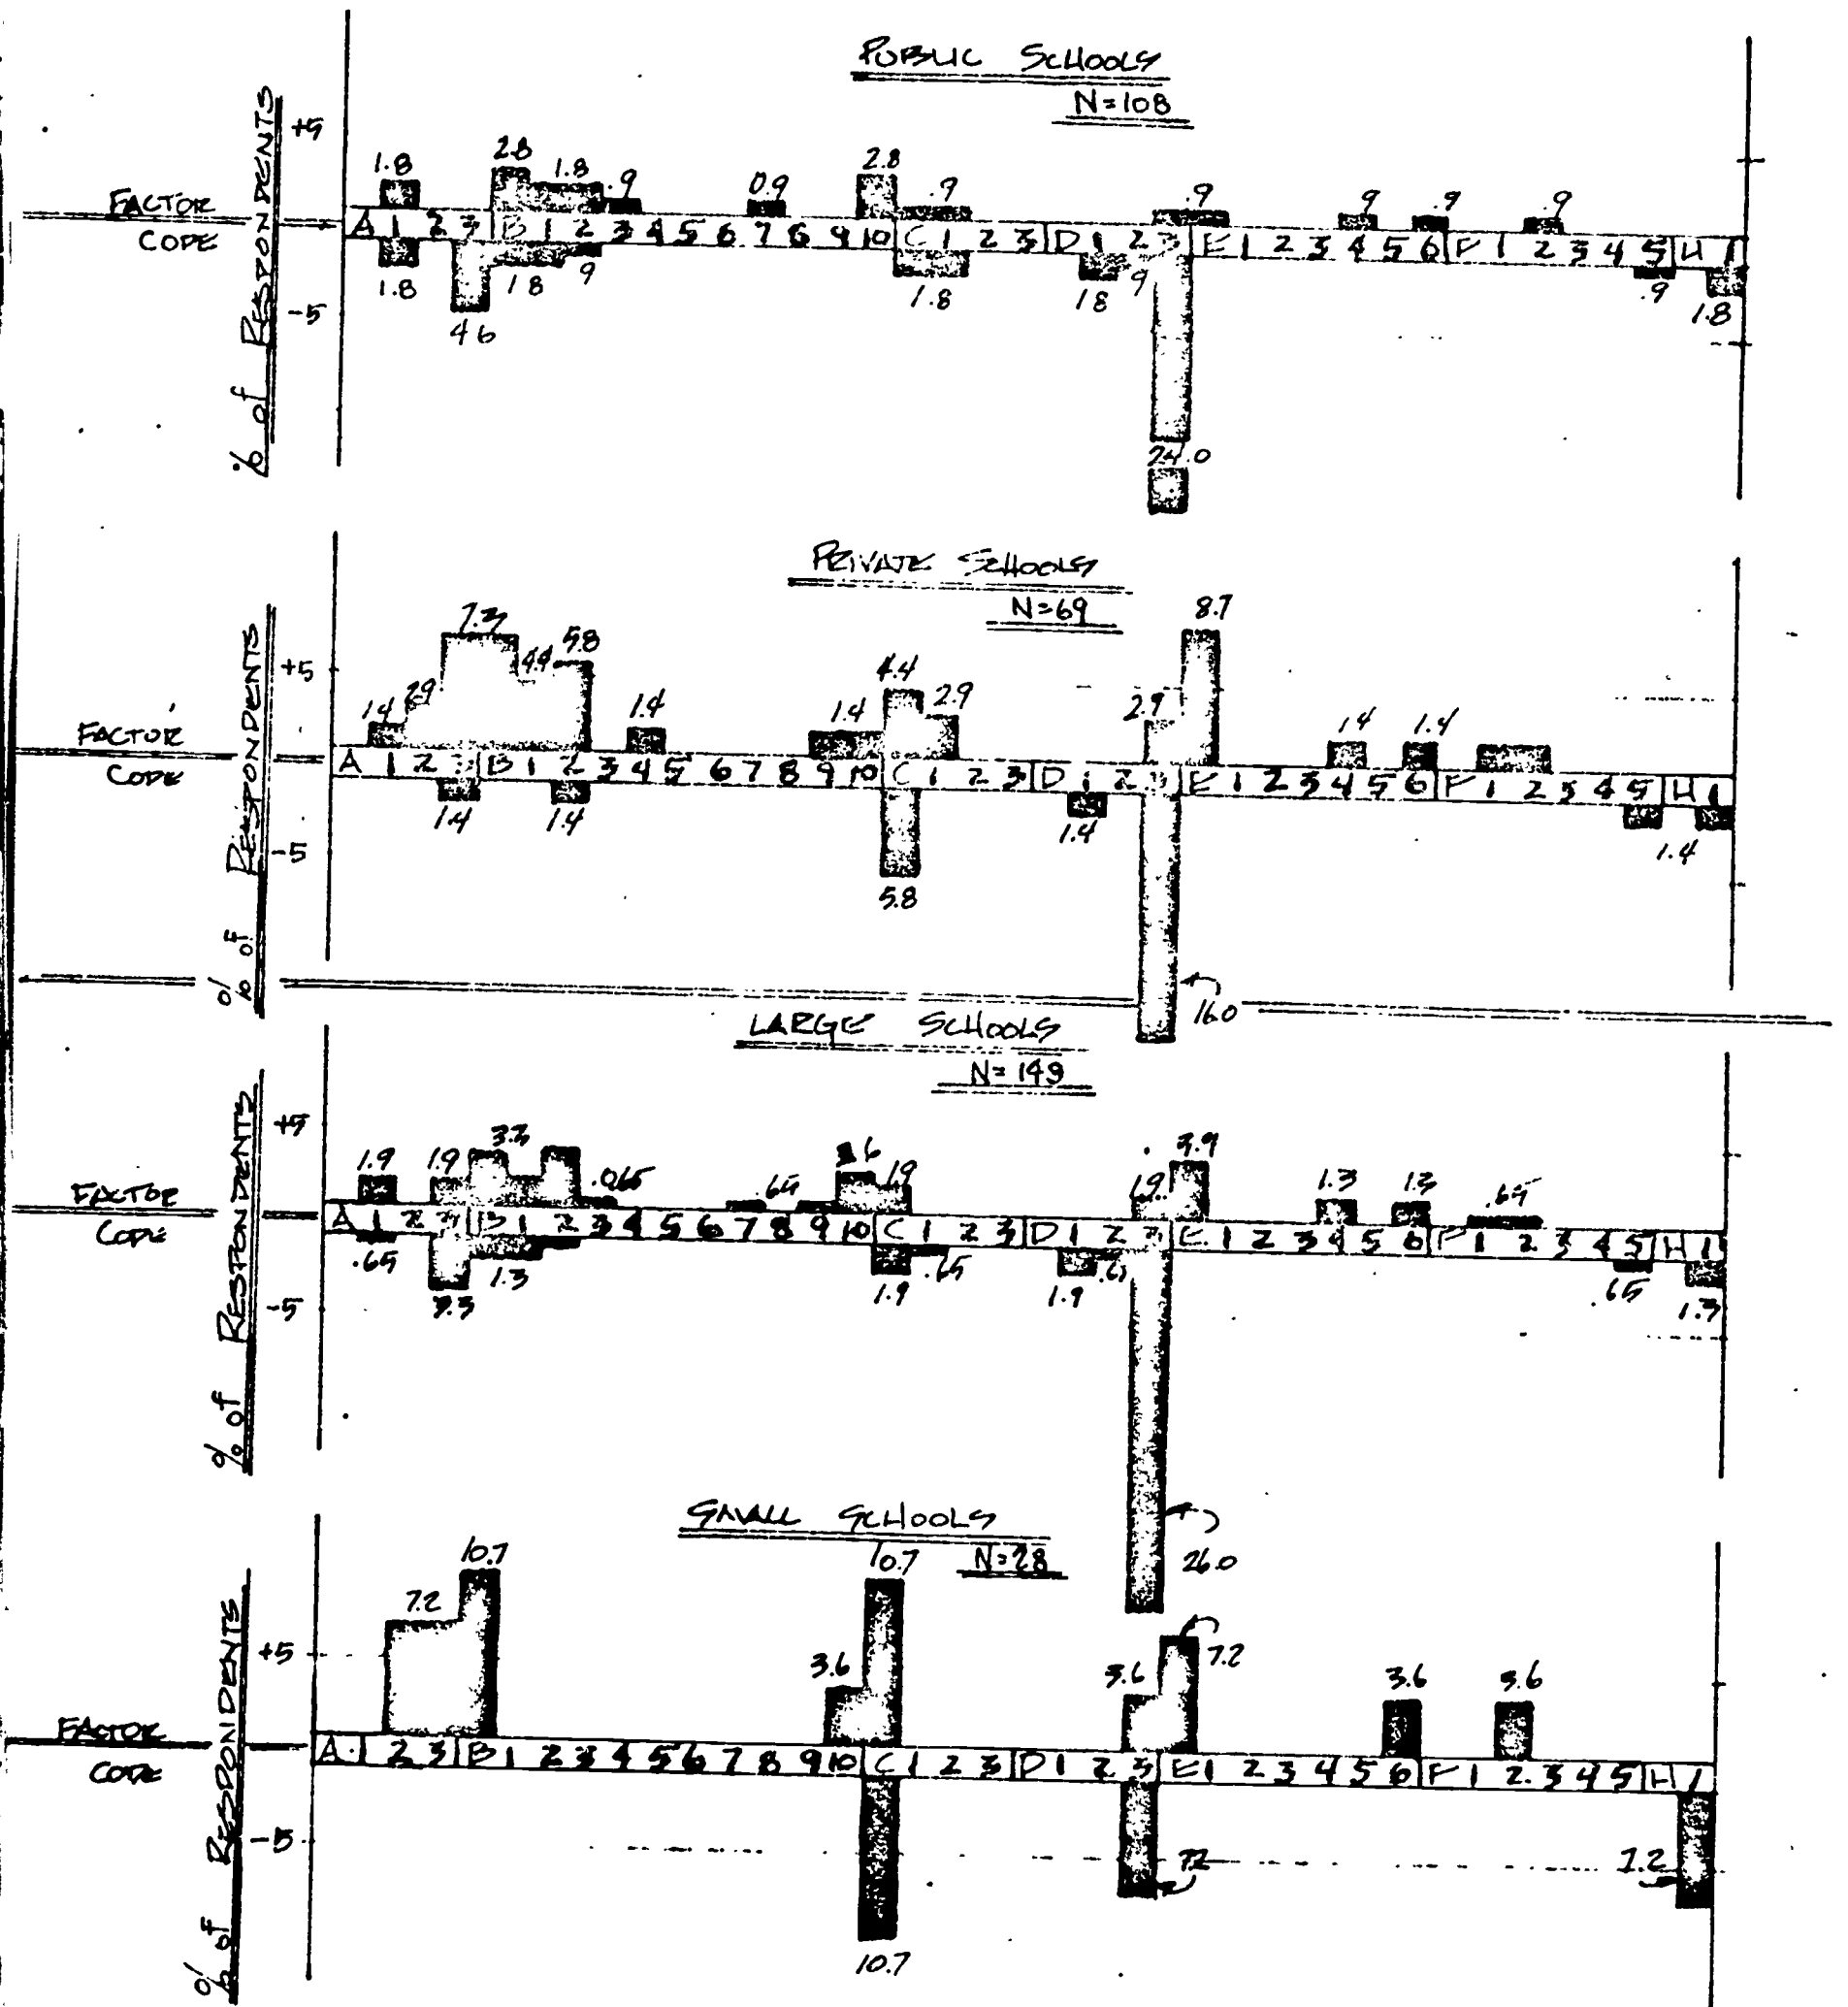 PUBLIC SCHOOLS
N=108
% of RESPONDENTS
+5
-5
FACTOR
CODE
1.8 2.8 1.8 .9 0.9 2.8 .9 .9 .9 .9 .9
A 1 2 3 B 1 2 3 4 5 6 7 8 9 10 C 1 2 3 D 1 2 3 E 1 2 3 4 5 6 F 1 2 3 4 5 H 1
1.8 4.6 1.8 .9 1.8 1.8 .9 24.0 .9 1.8
PRIVATE SCHOOLS
N=69
% of RESPONDENTS
+5
-5
FACTOR
CODE
1.4 2.9 7.3 4.4 5.8 1.4 1.4 4.4 2.9 2.9 8.7 1.4 1.4
A 1 2 3 B 1 2 3 4 5 6 7 8 9 10 C 1 2 3 D 1 2 3 E 1 2 3 4 5 6 F 1 2 3 4 5 H 1
1.4 1.4 5.8 1.4 16.0 1.4
LARGE SCHOOLS
N=149
% of RESPONDENTS
+5
-5
FACTOR
CODE
1.9 1.9 3.3 .065 .65 1.9 1.9 3.9 1.3 1.3 .65
A 1 2 3 B 1 2 3 4 5 6 7 8 9 10 C 1 2 3 D 1 2 3 E 1 2 3 4 5 6 F 1 2 3 4 5 H 1
.65 3.3 1.3 1.9 .65 1.9 26.0 .65 1.3
SMALL SCHOOLS
N=28
% of RESPONDENTS
+5
-5
FACTOR
CODE
7.2 10.7 3.6 10.7 3.6 7.2 3.6 3.6
A 1 2 3 B 1 2 3 4 5 6 7 8 9 10 C 1 2 3 D 1 2 3 E 1 2 3 4 5 6 F 1 2 3 4 5 H 1
10.7 7.2 7.2